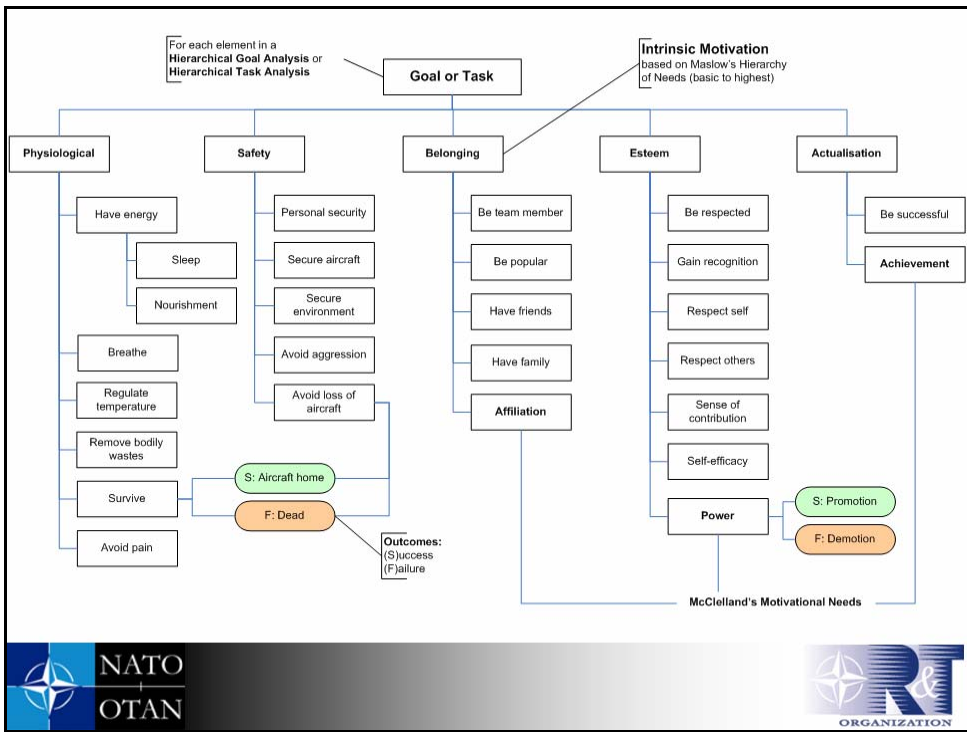 For each element in a
Hierarchical Goal Analysis or
Hierarchical Task Analysis
Goal or Task
Intrinsic Motivation
based on Maslow's Hierarchy
of Needs (basic to highest)
Physiological
Safety
Belonging
Esteem
Actualisation
Have energy
Sleep
Nourishment
Breathe
Regulate
temperature
Remove bodily
wastes
Survive
Avoid pain
Personal security
Secure aircraft
Secure
environment
Avoid aggression
Avoid loss of
aircraft
S: Aircraft home
F: Dead
Outcomes:
(S)uccess
(F)ailure
Be team member
Be popular
Have friends
Have family
Affiliation
Be respected
Gain recognition
Respect self
Respect others
Sense of
contribution
Self-efficacy
Power
S: Promotion
F: Demotion
Be successful
Achievement
McClelland's Motivational Needs
NATO
OTAN
R&T
ORGANIZATION